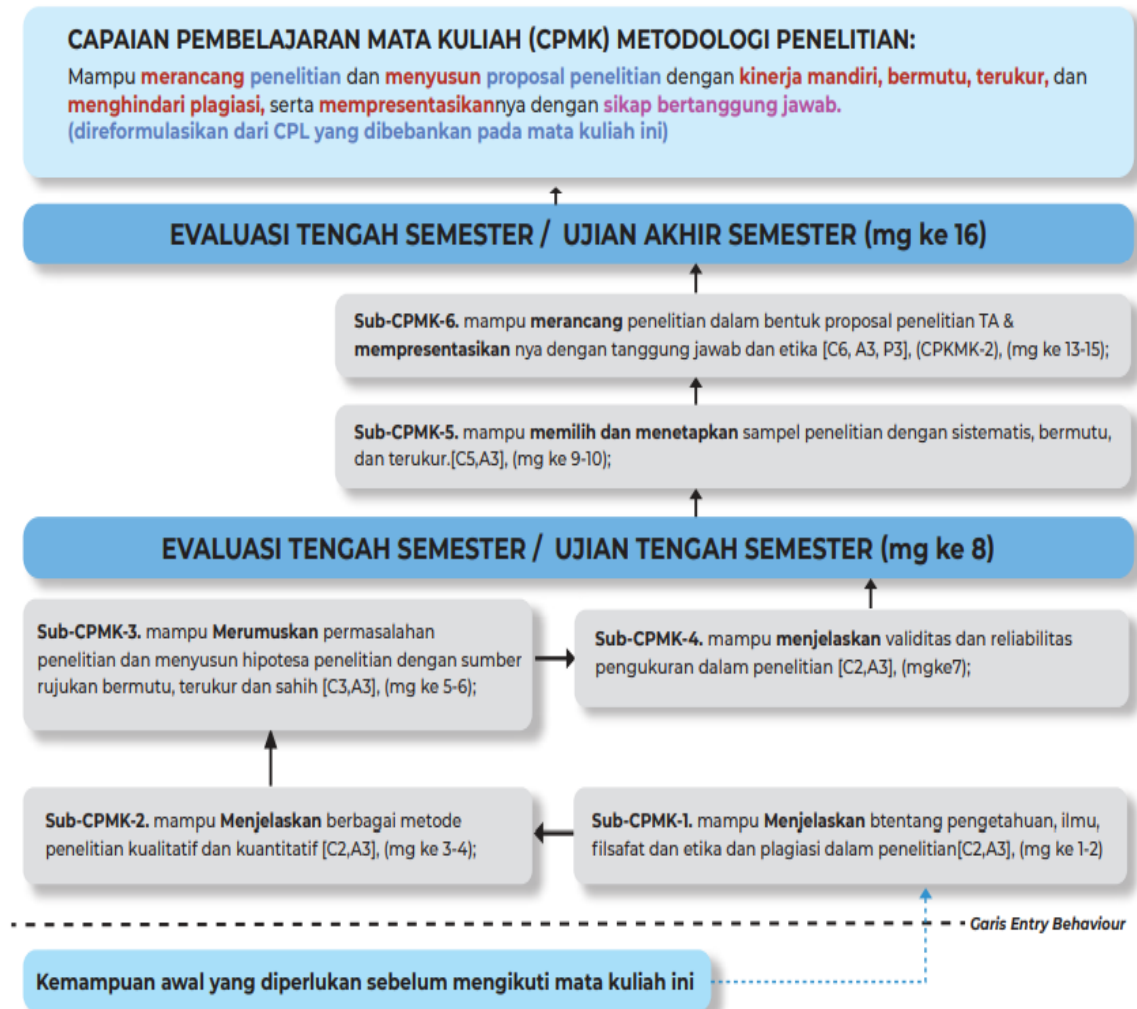 CAPAIAN PEMBELAJARAN MATA KULIAH (CPMK) METODOLOGI PENELITIAN:
Mampu merancang penelitian dan menyusun proposal penelitian dengan kinerja mandiri, bermutu, terukur, dan
menghindari plagiasi, serta mempresentasikannya dengan sikap bertanggung jawab.
(direformulasikan dari CPL yang dibebankan pada mata kuliah ini)
EVALUASI TENGAH SEMESTER / UJIAN AKHIR SEMESTER (mg ke 16)
Sub-CPMK-6. mampu merancang penelitian dalam bentuk proposal penelitian TA &
mempresentasikan nya dengan tanggung jawab dan etika [C6, A3, P3], (CPKMK-2), (mg ke 13-15);
Sub-CPMK-5. mampu memilih dan menetapkan sampel penelitian dengan sistematis, bermutu,
dan terukur.[C5,A3], (mg ke 9-10);
EVALUASI TENGAH SEMESTER / UJIAN TENGAH SEMESTER (mg ke 8)
Sub-CPMK-3. mampu Merumuskan permasalahan
penelitian dan menyusun hipotesa penelitian dengan sumber
rujukan bermutu, terukur dan sahih [C3,A3], (mg ke 5-6);
Sub-CPMK-4. mampu menjelaskan validitas dan reliabilitas
pengukuran dalam penelitian [C2,A3], (mgke7);
Sub-CPMK-2. mampu Menjelaskan berbagai metode
penelitian kualitatif dan kuantitatif [C2,A3], (mg ke 3-4);
Sub-CPMK-1. mampu Menjelaskan btentang pengetahuan, ilmu,
filsafat dan etika dan plagiasi dalam penelitian[C2,A3], (mg ke 1-2)
Garis Entry Behaviour
Kemampuan awal yang diperlukan sebelum mengikuti mata kuliah ini